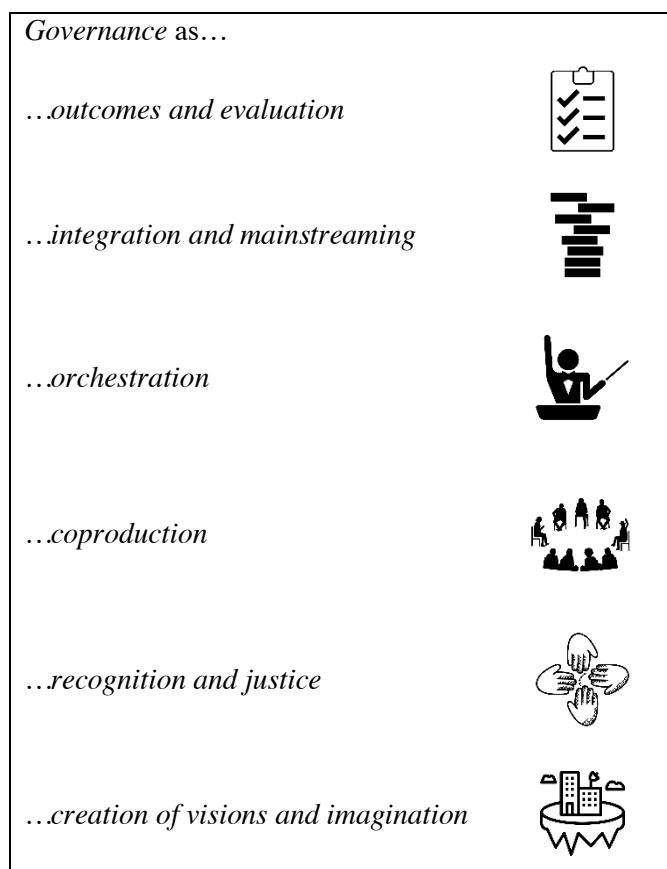 Governance as…
…outcomes and evaluation
…integration and mainstreaming
…orchestration
…coproduction
…recognition and justice
…creation of visions and imagination